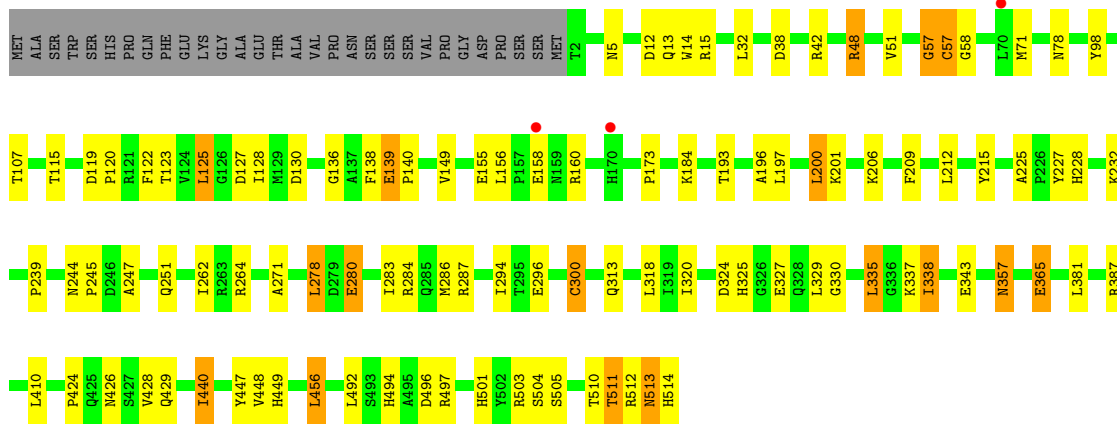 MET ALA SER TRP SER HIS PRO GLN PHE GLU LYS GLY ALA GLU THR ALA VAL PRO ASN SER SER SER VAL PRO GLY ASP PRO SER SER MET T2 N5 D12 Q13 W14 R15 L32 D38 R42 R48 V51 G57 C57 G58 L70 M71 N78 Y98
T107 T115 D119 P120 R121 F122 T123 V124 L125 G126 D127 I128 M129 D130 G136 A137 F138 E139 P140 V149 E155 L156 P157 E158 N159 R160 H170 P173 K184 T193 A196 L197 L200 K201 K206 F209 L212 Y215 A225 P226 Y227 H228 K232
P239 N244 P245 D246 A247 Q251 I262 R263 R264 A271 L278 D279 E280 I283 R284 Q285 M286 R287 I294 T295 E296 C300 Q313 L318 I319 I320 D324 H325 G326 E327 Q328 L329 G330 L335 G336 K337 I338 E343 N357 E365 L381 R387
L410 P424 Q425 N426 S427 V428 Q429 I440 Y447 V448 H449 L456 L492 S493 H494 A495 D496 R497 H501 Y502 R503 S504 S505 T510 T511 R512 N513 H514